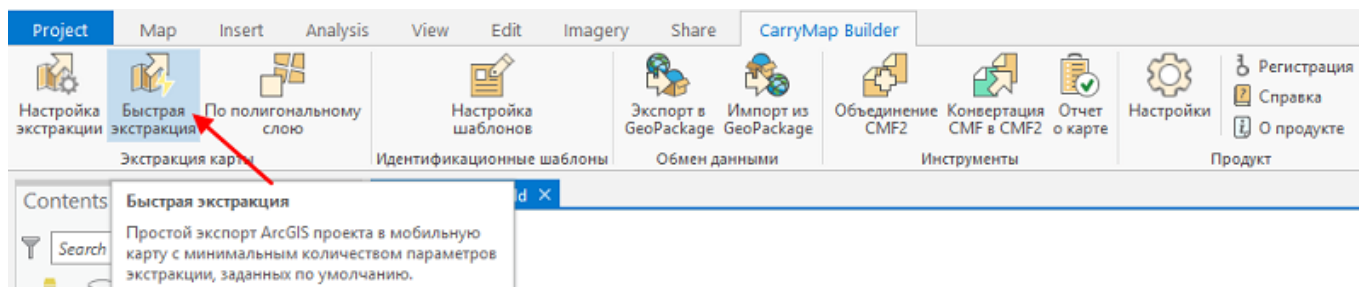 Project Map Insert Analysis View Edit Imagery Share CarryMap Builder
Настройка экстракции
Быстрая экстракция
По полигональному слою
Экстракция карты
Настройка шаблонов
Идентификационные шаблоны
Экспорт в GeoPackage
Импорт из GeoPackage
Обмен данными
Объединение CMF2
Конвертация CMF в CMF2
Отчет о карте
Инструменты
Настройки
Регистрация
Справка
О продукте
Продукт
Contents
Search
Быстрая экстракция
Простой экспорт ArcGIS проекта в мобильную
карту с минимальным количеством параметров
экстракции, заданных по умолчанию.